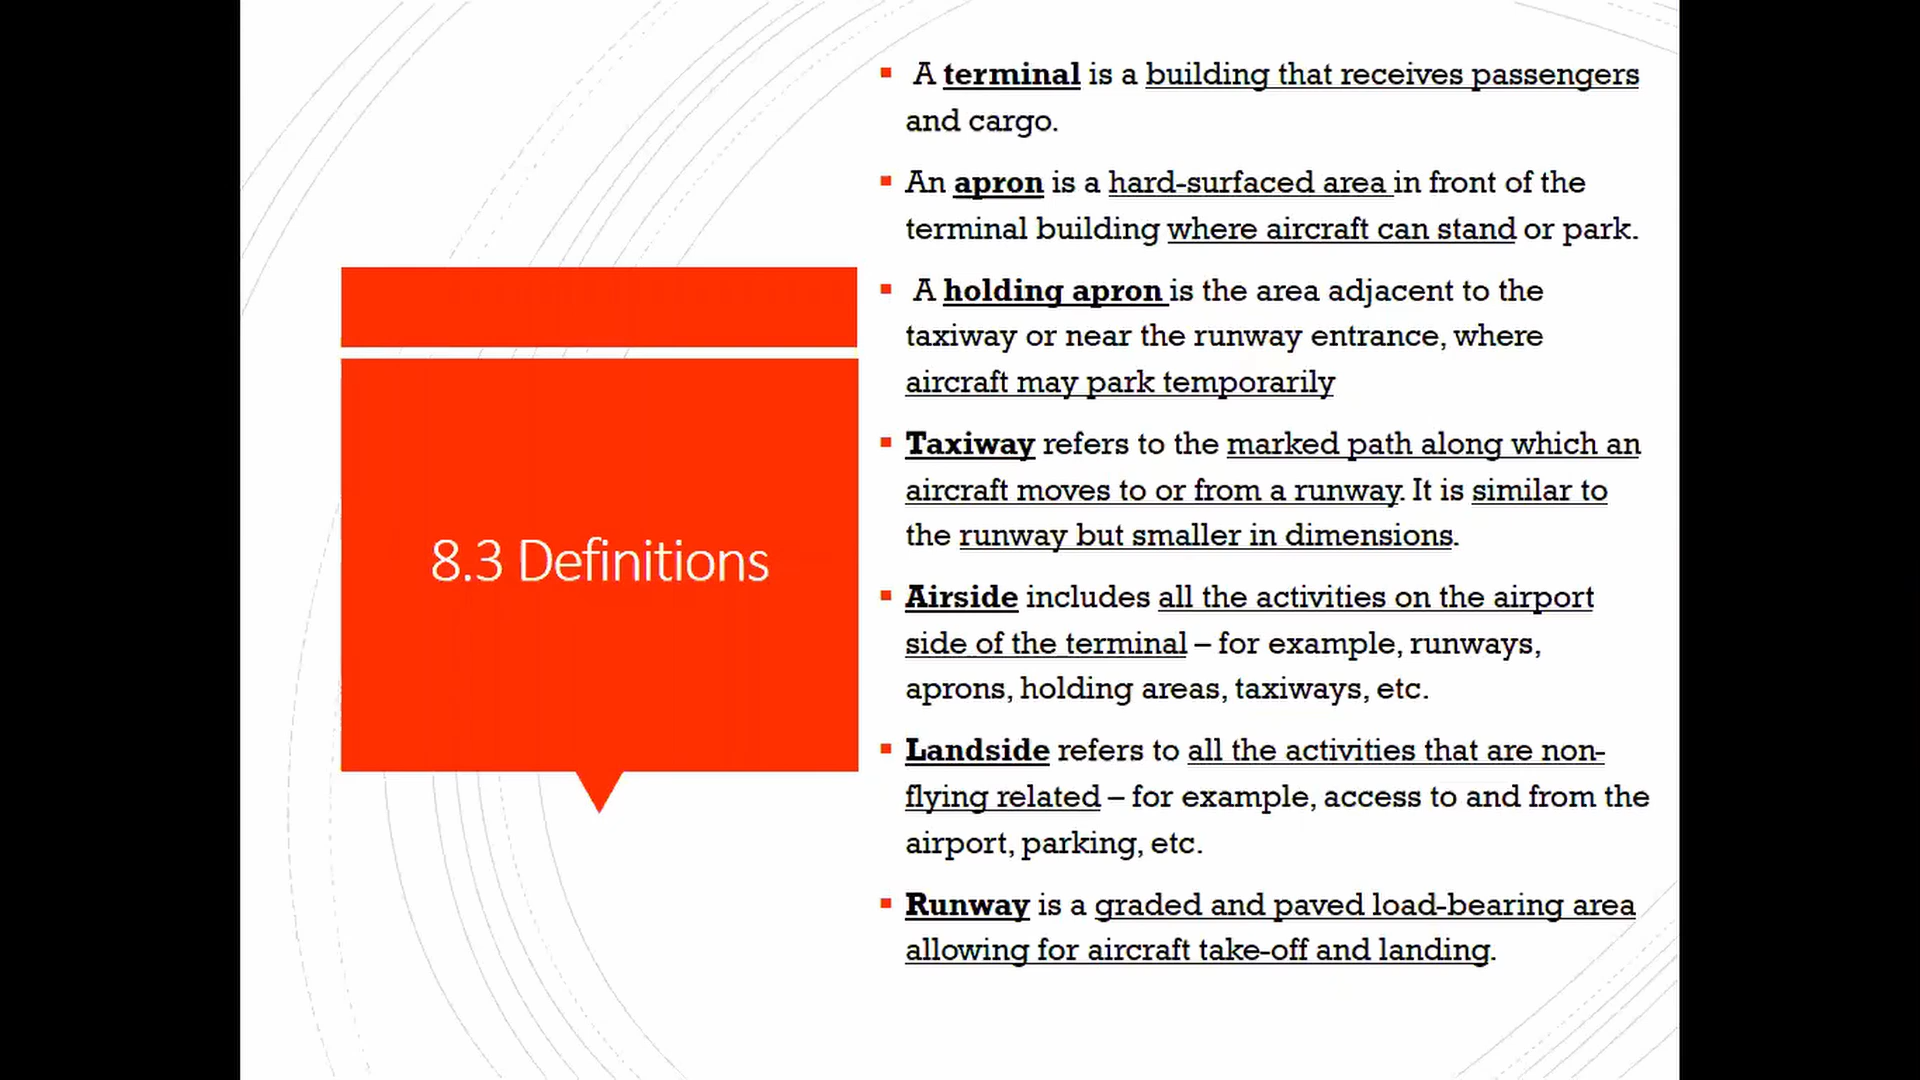 8.3 Definitions
A terminal is a building that receives passengers
and cargo.
An apron is a hard-surfaced area in front of the
terminal building where aircraft can stand or park.
A holding apron is the area adjacent to the
taxiway or near the runway entrance, where
aircraft may park temporarily
Taxiway refers to the marked path along which an
aircraft moves to or from a runway. It is similar to
the runway but smaller in dimensions.
Airside includes all the activities on the airport
side of the terminal – for example, runways,
aprons, holding areas, taxiways, etc.
Landside refers to all the activities that are non-
flying related – for example, access to and from the
airport, parking, etc.
Runway is a graded and paved load-bearing area
allowing for aircraft take-off and landing.